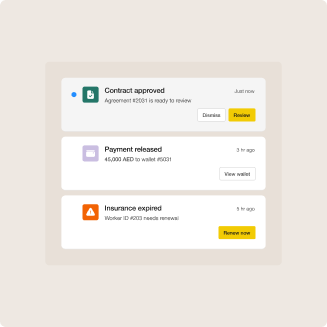 Contract approved
Just now
Agreement #2031 is ready to review
Dismiss
Review
Payment released
3 hr ago
45,000 AED to wallet #5031
View wallet
Insurance expired
5 hr ago
Worker ID #203 needs renewal
Renew now